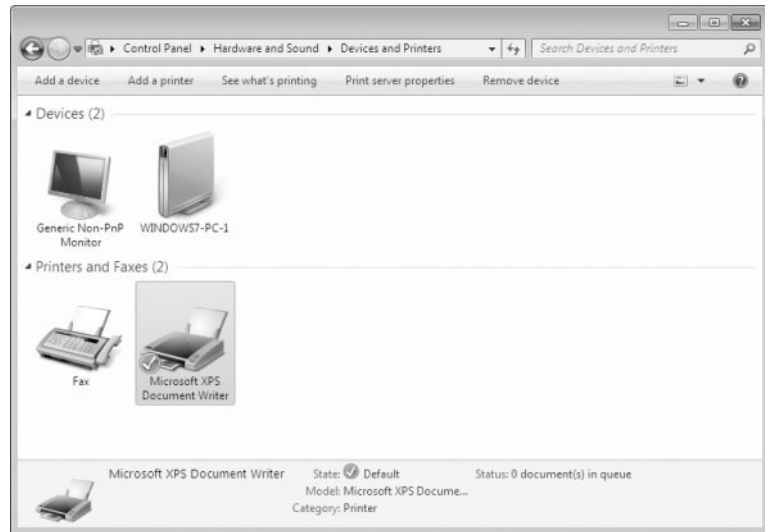 Control Panel Hardware and Sound Devices and Printers Search Devices and Printers
Add a device Add a printer See what's printing Print server properties Remove device
Devices (2)
Generic Non-PnP
Monitor
WINDOWS7-PC-1
Printers and Faxes (2)
Fax
Microsoft XPS
Document Writer
Microsoft XPS Document Writer State: Default Status: 0 document(s) in queue
Model: Microsoft XPS Docume...
Category: Printer